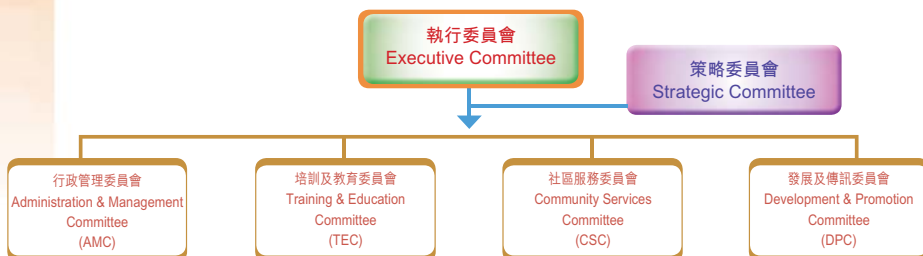 執行委員會
Executive Committee
策略委員會
Strategic Committee
行政管理委員會
Administration & Management
Committee
(AMC)
培訓及教育委員會
Training & Education
Committee
(TEC)
社區服務委員會
Community Services
Committee
(CSC)
發展及傳訊委員會
Development & Promotion
Committee
(DPC)